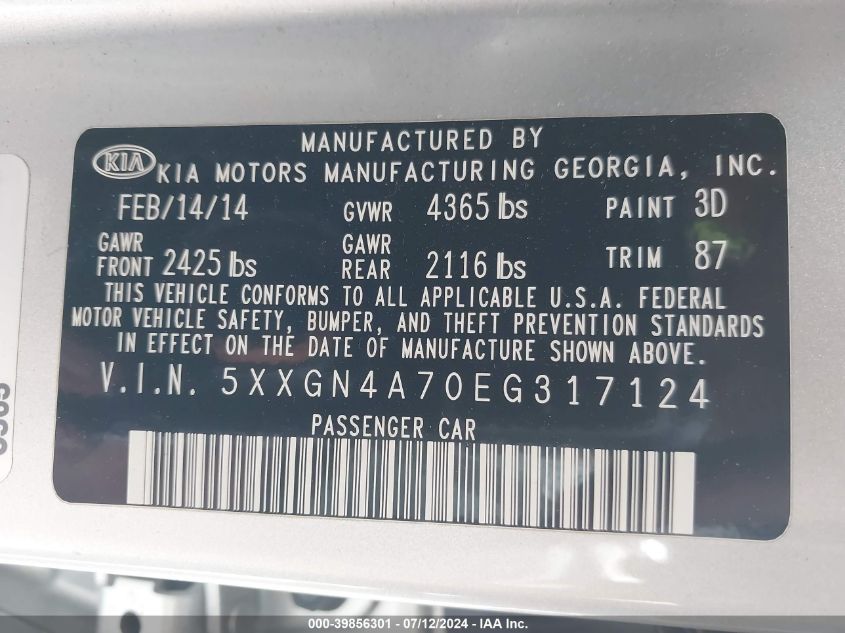 MANUFACTURED BY
KIA KIA MOTORS MANUFACTURING GEORGIA, INC.
FEB/14/14 GVWR 4365 lbs PAINT 3D
GAWR FRONT 2425 lbs GAWR REAR 2116 lbs TRIM 87
THIS VEHICLE CONFORMS TO ALL APPLICABLE U.S.A. FEDERAL
MOTOR VEHICLE SAFETY, BUMPER, AND THEFT PREVENTION STANDARDS
IN EFFECT ON THE DATE OF MANUFACTURE SHOWN ABOVE.
V.I.N. 5XXGN4A70EG317124
PASSENGER CAR
000-39856301 - 07/12/2024 - IAA Inc.